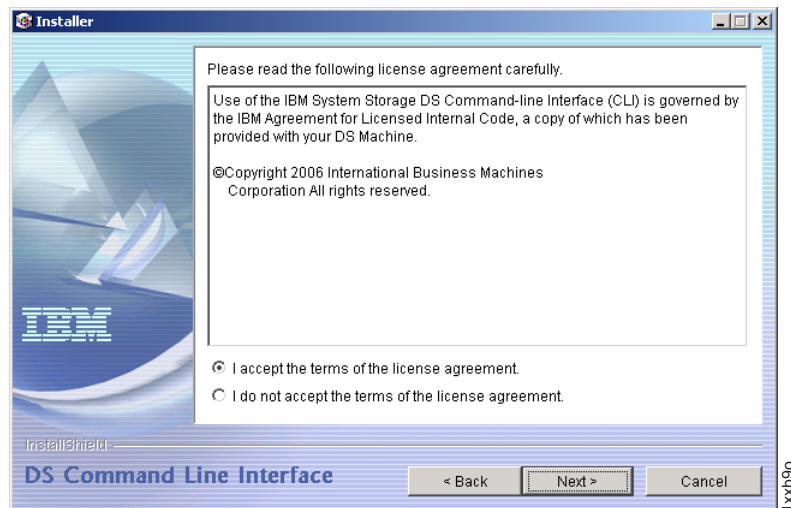 Installer
Please read the following license agreement carefully.
Use of the IBM System Storage DS Command-line Interface (CLI) is governed by
the IBM Agreement for Licensed Internal Code, a copy of which has been
provided with your DS Machine.
©Copyright 2006 International Business Machines
Corporation All rights reserved.
IBM
I accept the terms of the license agreement.
I do not accept the terms of the license agreement.
InstallShield
DS Command Line Interface
< Back
Next >
Cancel